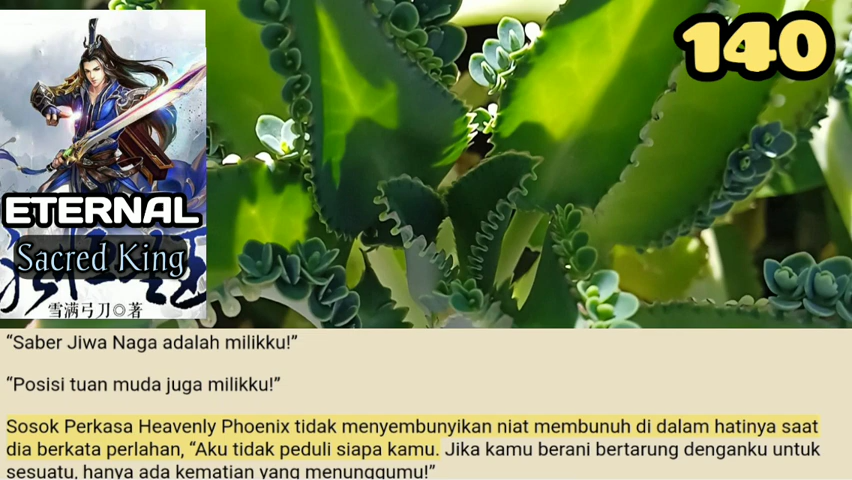 140
ETERNAL
Sacred King
雪满弓刀◎著
“Saber Jiwa Naga adalah milikku!”
“Posisi tuan muda juga milikku!”
Sosok Perkasa Heavenly Phoenix tidak menyembunyikan niat membunuh di dalam hatinya saat
dia berkata perlahan, “Aku tidak peduli siapa kamu. Jika kamu berani bertarung denganku untuk
sesuatu, hanya ada kematian yang menunggumu!”